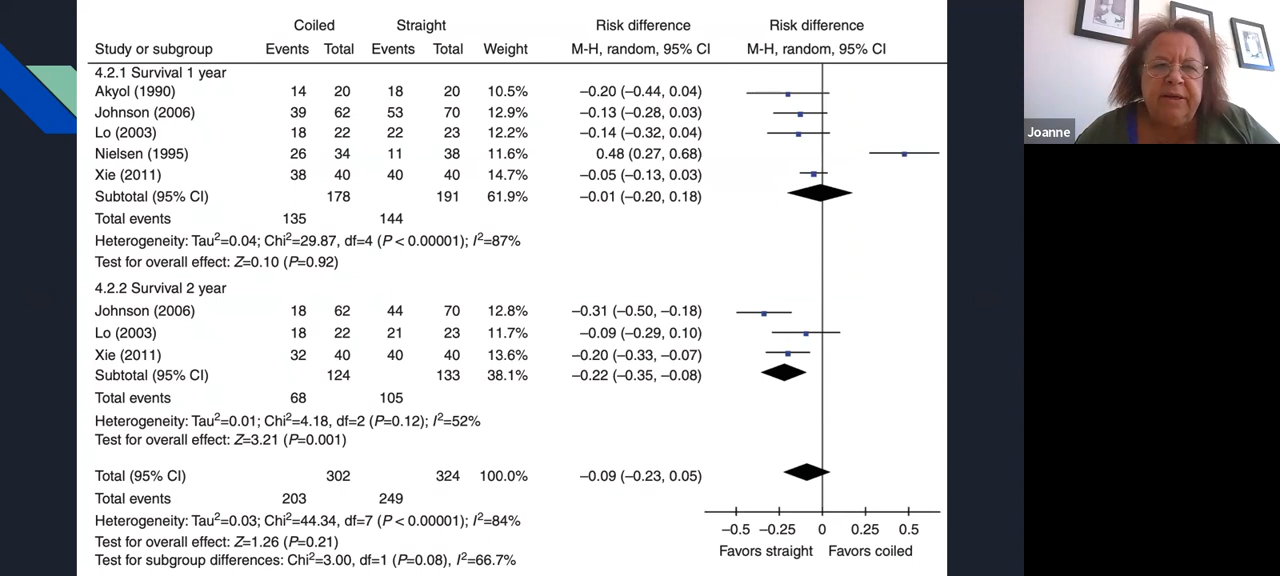 Coiled Straight Risk difference Risk difference
Study or subgroup Events Total Events Total Weight M-H, random, 95% CI M-H, random, 95% CI
4.2.1 Survival 1 year
Akyol (1990) 14 20 18 20 10.5% −0.20 (−0.44, 0.04)
Johnson (2006) 39 62 53 70 12.9% −0.13 (−0.28, 0.03)
Lo (2003) 18 22 22 23 12.2% −0.14 (−0.32, 0.04)
Nielsen (1995) 26 34 11 38 11.6% 0.48 (0.27, 0.68)
Xie (2011) 38 40 40 40 14.7% −0.05 (−0.13, 0.03)
Subtotal (95% CI) 178 191 61.9% −0.01 (−0.20, 0.18)
Total events 135 144
Heterogeneity: Tau²=0.04; Chi²=29.87, df=4 (P < 0.00001); I²=87%
Test for overall effect: Z=0.10 (P=0.92)
4.2.2 Survival 2 year
Johnson (2006) 18 62 44 70 12.8% −0.31 (−0.50, −0.18)
Lo (2003) 18 22 21 23 11.7% −0.09 (−0.29, 0.10)
Xie (2011) 32 40 40 40 13.6% −0.20 (−0.33, −0.07)
Subtotal (95% CI) 124 133 38.1% −0.22 (−0.35, −0.08)
Total events 68 105
Heterogeneity: Tau²=0.01; Chi²=4.18, df=2 (P=0.12); I²=52%
Test for overall effect: Z=3.21 (P=0.001)
Total (95% CI) 302 324 100.0% −0.09 (−0.23, 0.05)
Total events 203 249
Heterogeneity: Tau²=0.03; Chi²=44.34, df=7 (P < 0.00001); I²=84%
Test for overall effect: Z=1.26 (P=0.21)
Test for subgroup differences: Chi²=3.00, df=1 (P=0.08), I²=66.7%
−0.5 −0.25 0 0.25 0.5
Favors straight Favors coiled
Joanne